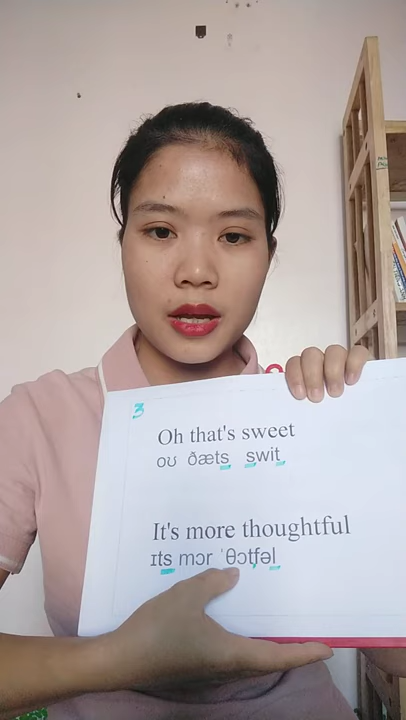 3
Oh that's sweet
oʊ ðæts swit
It's more thoughtful
ɪts mɔr ˈθɔtfəl